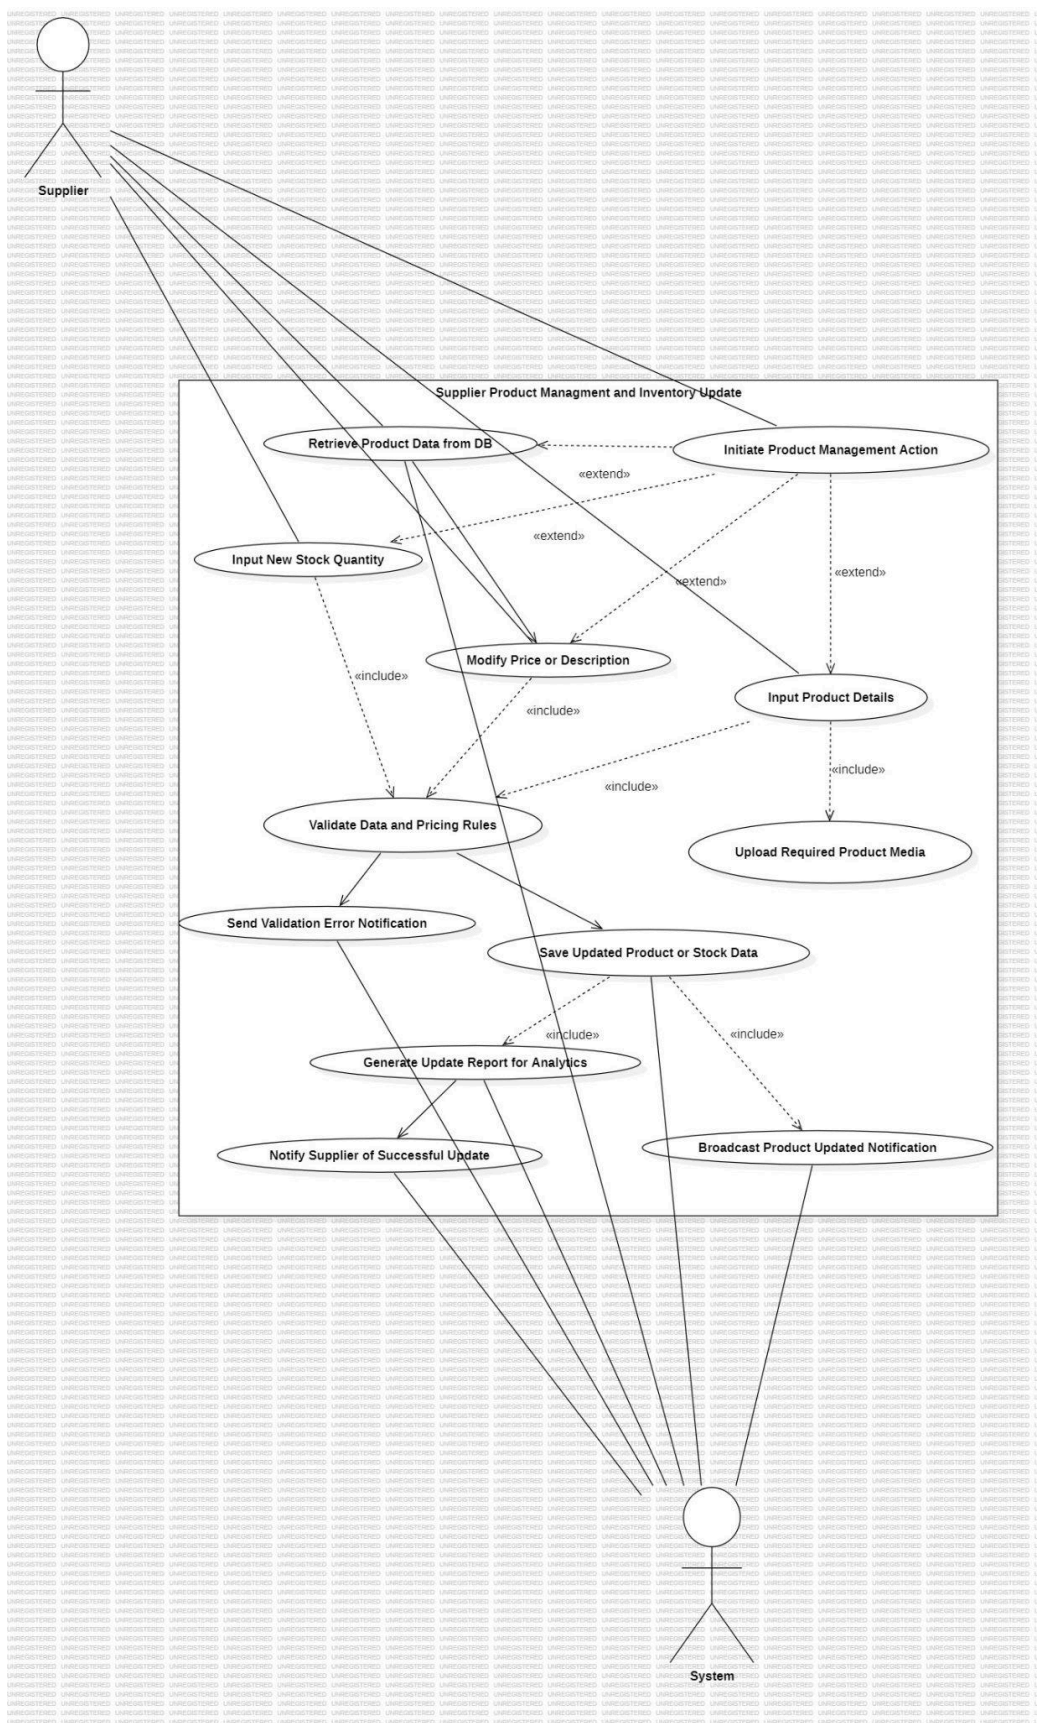 Supplier
Supplier Product Managment and Inventory Update
Retrieve Product Data from DB
Initiate Product Management Action
«extend»
«extend»
Input New Stock Quantity
«extend»
«extend»
Modify Price or Description
«include»
Input Product Details
«include»
«include»
«include»
Validate Data and Pricing Rules
Upload Required Product Media
Send Validation Error Notification
Save Updated Product or Stock Data
«include»
«include»
Generate Update Report for Analytics
Notify Supplier of Successful Update
Broadcast Product Updated Notification
System
UNREGISTERED